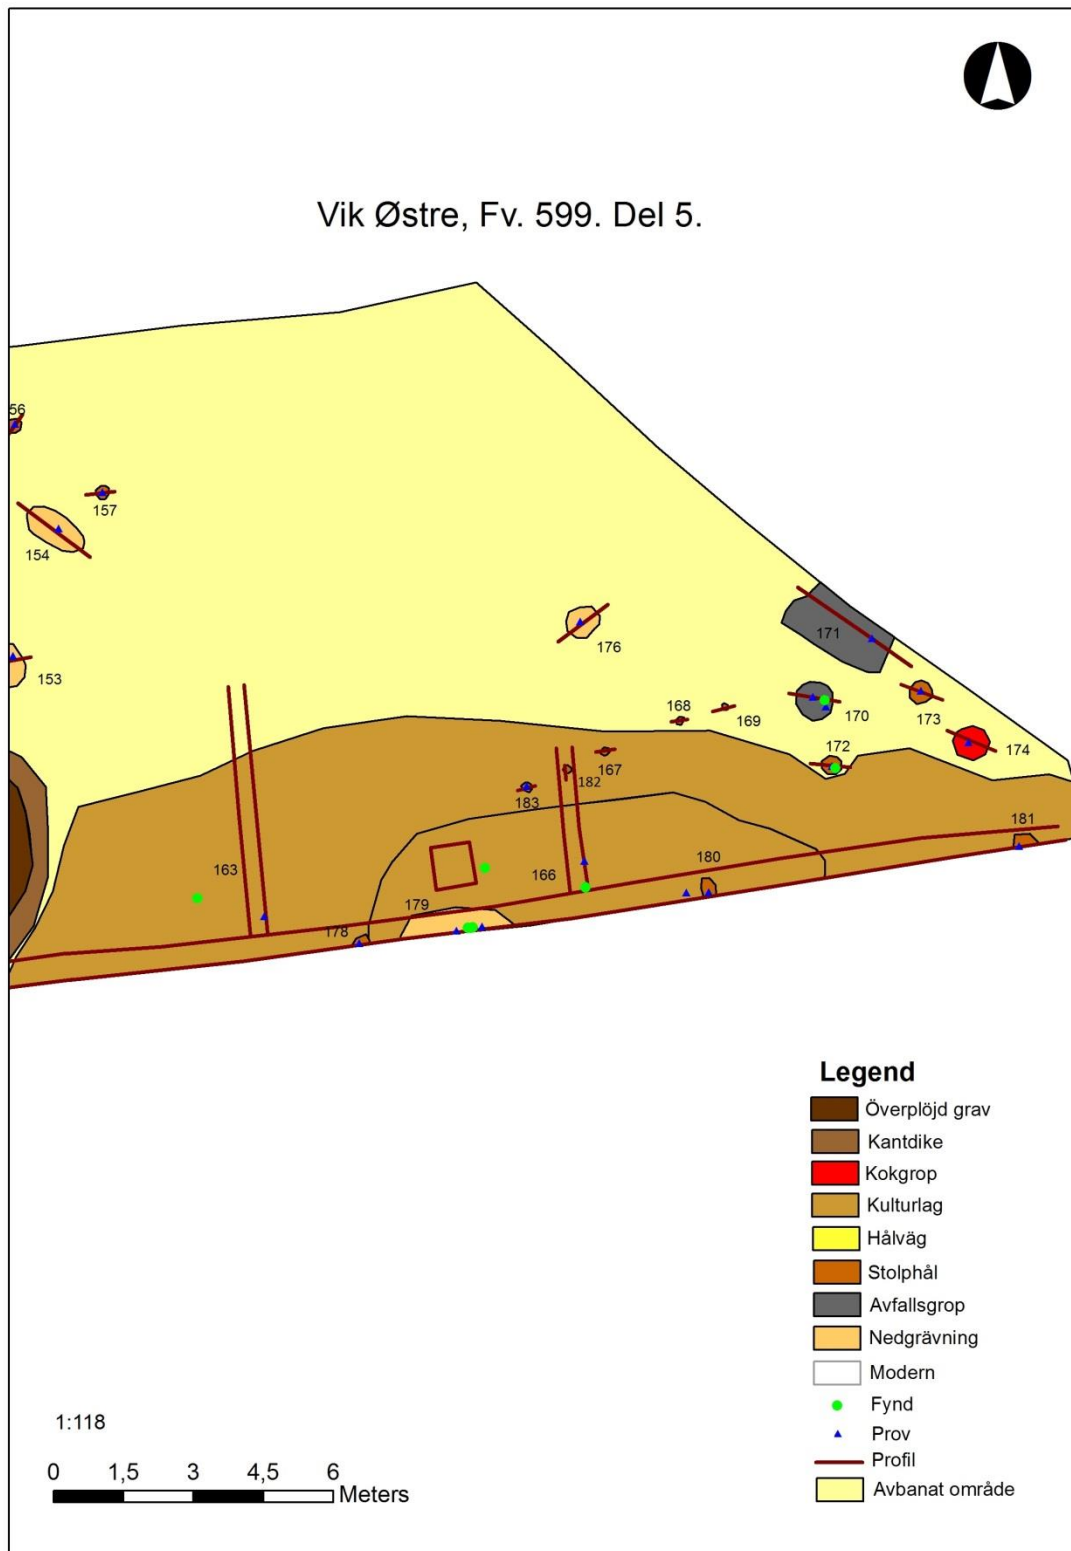 Vik Østre, Fv. 599. Del 5.
56
157
154
176
171
153
168
169
170
173
174
172
167
182
183
181
163
166
180
179
178
Legend
Överplöjd grav
Kantdike
Kokgrop
Kulturlag
Hålväg
Stolphål
Avfallsgrop
Nedgrävning
Modern
Fynd
Prov
Profil
Avbanat område
1:118
0 1,5 3 4,5 6
Meters